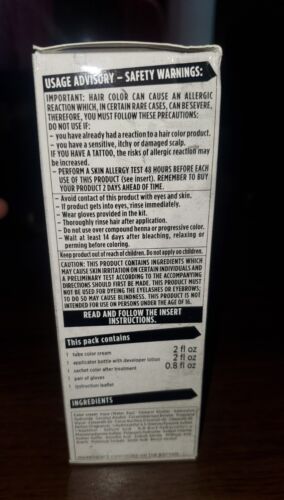 USAGE ADVISORY – SAFETY WARNINGS:
IMPORTANT: HAIR COLOR CAN CAUSE AN ALLERGIC
REACTION WHICH, IN CERTAIN RARE CASES, CAN BE SEVERE,
THEREFORE, YOU MUST FOLLOW THESE PRECAUTIONS:
DO NOT USE IF:
– you have already had a reaction to a hair color product.
– you have a sensitive, itchy or damaged scalp.
IF YOU HAVE A TATTOO, the risks of allergic reaction may
be increased.
– PERFORM A SKIN ALLERGY TEST 48 HOURS BEFORE EACH
USE OF THIS PRODUCT (see insert). REMEMBER TO BUY
YOUR PRODUCT 2 DAYS AHEAD OF TIME.
– Avoid contact of this product with eyes and skin.
– If product gets into eyes, rinse immediately.
– Wear gloves provided in the kit.
– Thoroughly rinse hair after application.
– Do not use over compound henna or progressive color.
– Wait at least 14 days after bleaching, relaxing or
perming before coloring.
Keep product out of reach of children. Do not apply on children.
CAUTION: THIS PRODUCT CONTAINS INGREDIENTS WHICH
MAY CAUSE SKIN IRRITATION ON CERTAIN INDIVIDUALS AND
A PRELIMINARY TEST ACCORDING TO THE ACCOMPANYING
DIRECTIONS SHOULD FIRST BE MADE. THIS PRODUCT MUST
NOT BE USED FOR DYEING THE EYELASHES OR EYEBROWS;
TO DO SO MAY CAUSE BLINDNESS. THIS PRODUCT IS NOT
INTENDED FOR USE ON PERSONS UNDER THE AGE OF 16.
READ AND FOLLOW THE INSERT
INSTRUCTIONS.
This pack contains
1 tube color cream 2 fl oz
1 applicator bottle with developer lotion 2 fl oz
1 sachet color after treatment 0.8 fl oz
1 pair of gloves
1 instruction leaflet
INGREDIENTS